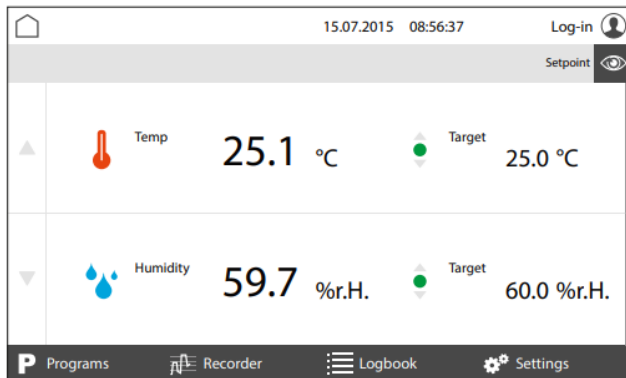 15.07.2015 08:56:37 Log-in
Setpoint
Temp 25.1 °C Target 25.0 °C
Humidity 59.7 %r.H. Target 60.0 %r.H.
P Programs Recorder Logbook Settings